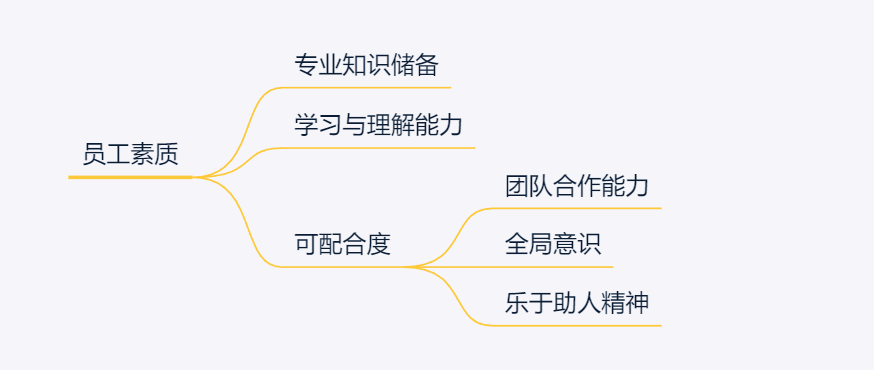 员工素质
专业知识储备
学习与理解能力
可配合度
团队合作能力
全局意识
乐于助人精神